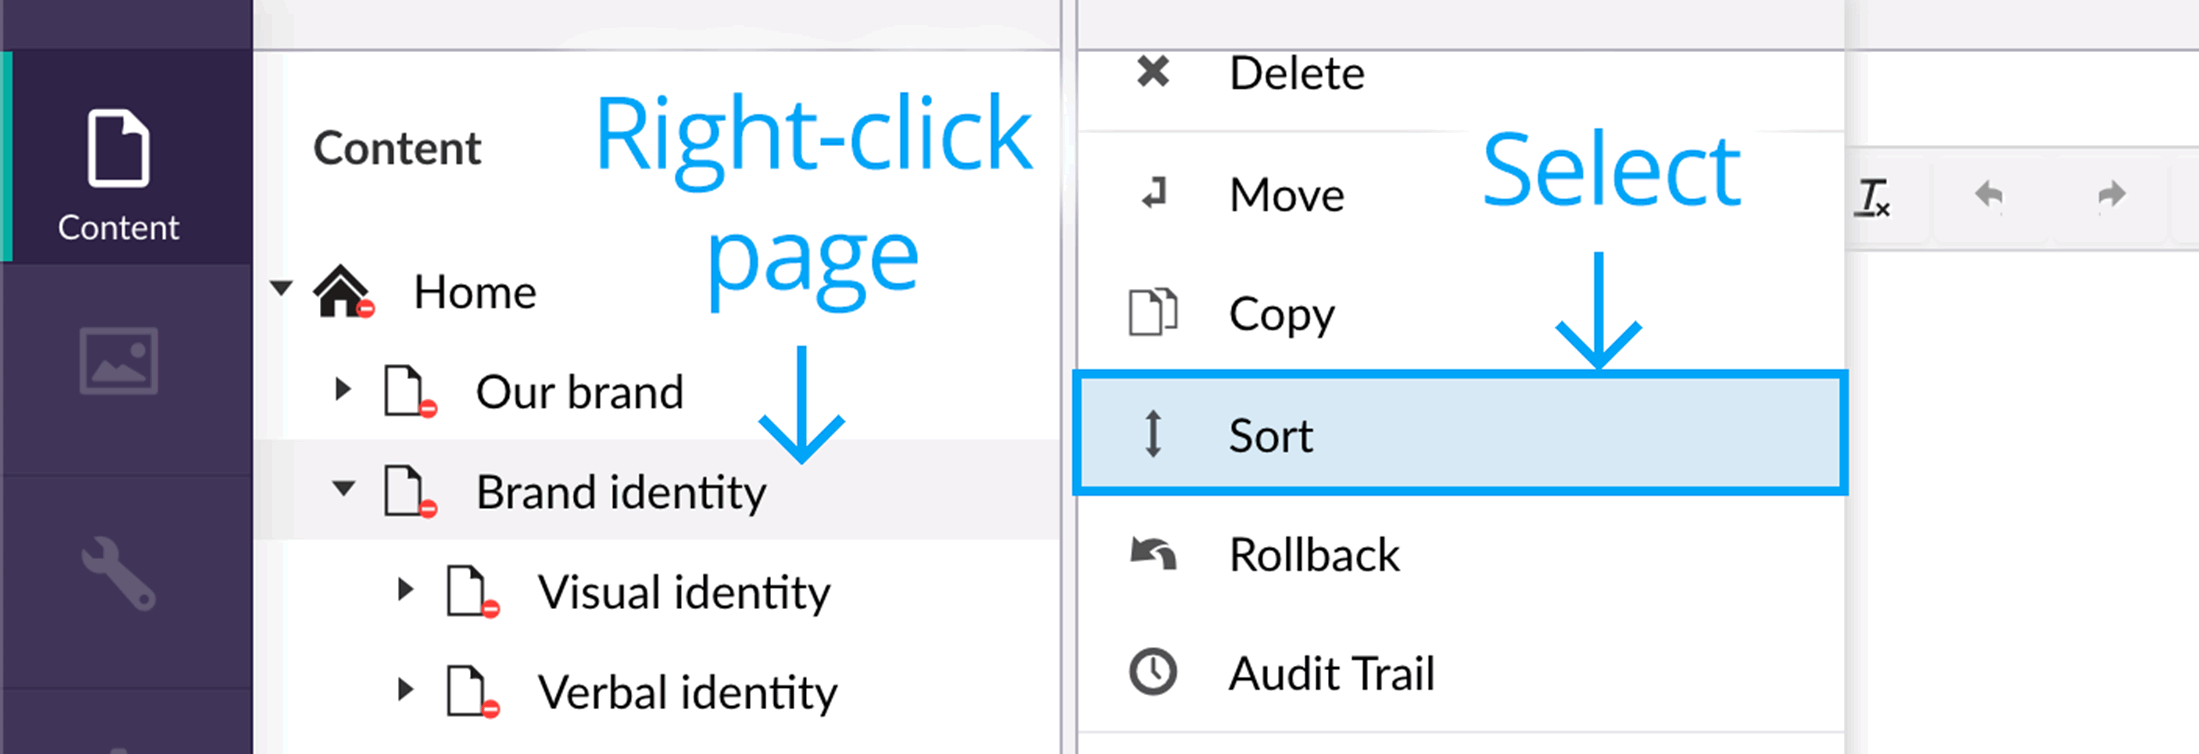 Content
Content
Right-click
page
Home
Our brand
Brand identity
Visual identity
Verbal identity
Delete
Move
Select
Copy
Sort
Rollback
Audit Trail